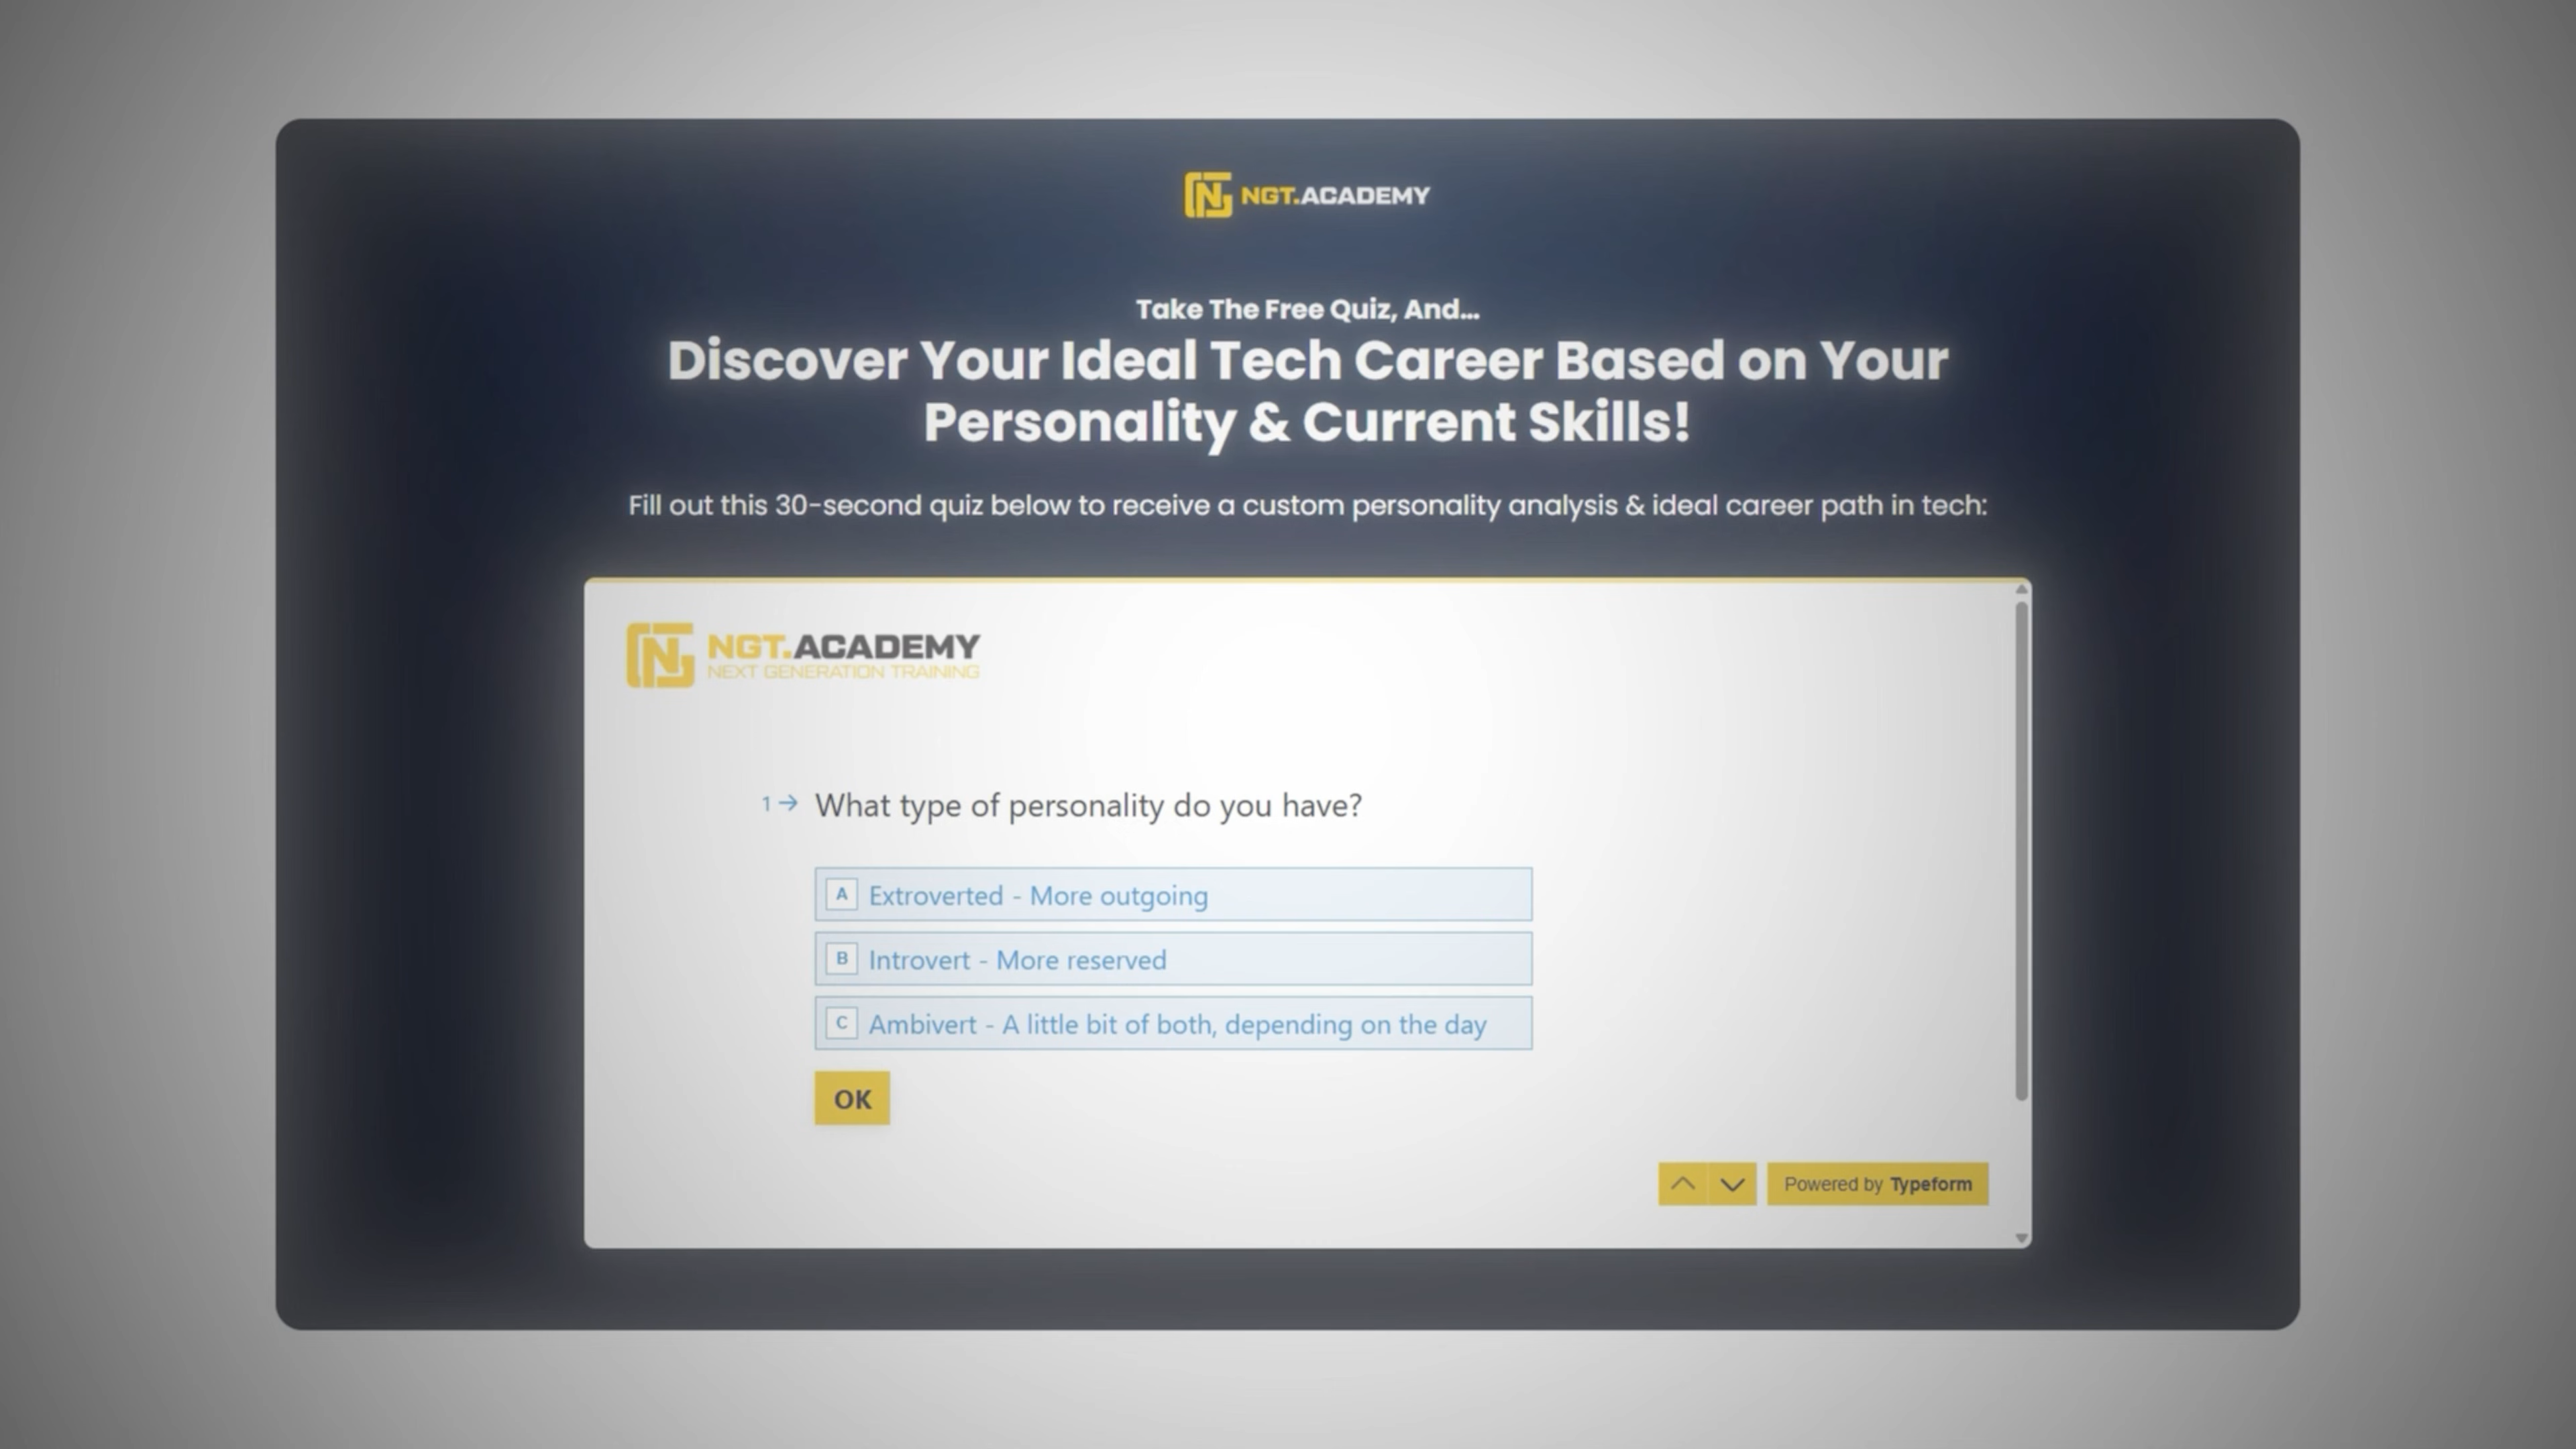 NGT.ACADEMY
Take The Free Quiz, And...
Discover Your Ideal Tech Career Based on Your
Personality & Current Skills!
Fill out this 30-second quiz below to receive a custom personality analysis & ideal career path in tech:
NGT.ACADEMY
NEXT GENERATION TRAINING
1 → What type of personality do you have?
A Extroverted - More outgoing
B Introvert - More reserved
C Ambivert - A little bit of both, depending on the day
OK
Powered by Typeform